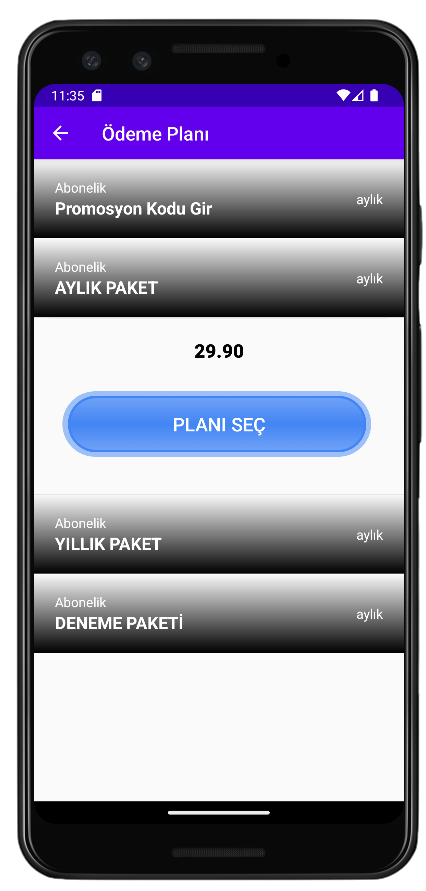 11:35
Ödeme Planı
Abonelik
Promosyon Kodu Gir
aylık
Abonelik
AYLIK PAKET
aylık
29.90
PLANI SEÇ
Abonelik
YILLIK PAKET
aylık
Abonelik
DENEME PAKETİ
aylık